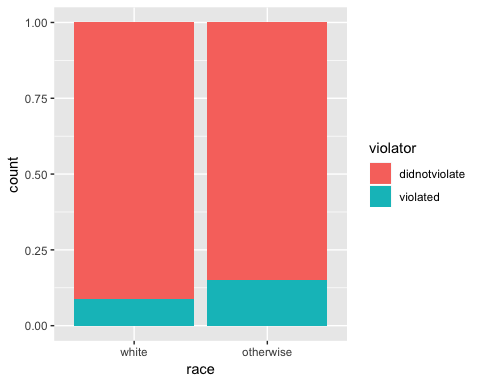 1.00
0.75
0.50
0.25
0.00
count
white
otherwise
race
violator
didnotviolate
violated